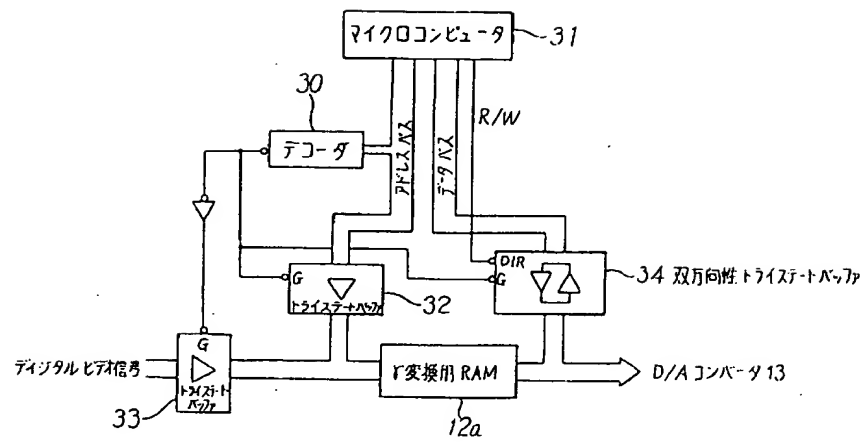 マイクロコンピュータ
31
30
R/W
デコーダ
アドレスバス
データバス
DIR
G
G
34 双方向性トライステートバッファ
トライステートバッファ
32
G
ディジタルビデオ信号
トライステート
バッファ
33
γ変換用RAM
12a
D/Aコンバータ13